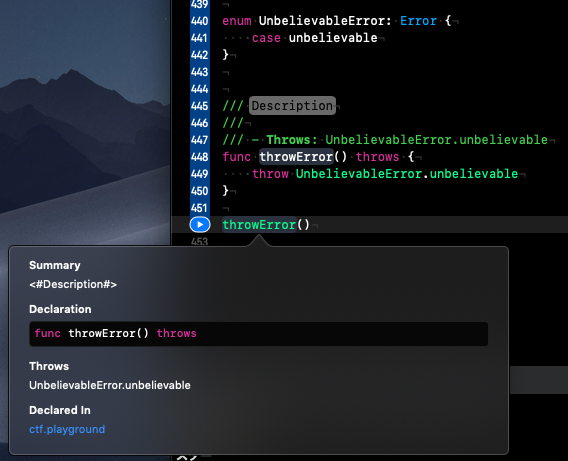 439
440 enum UnbelievableError: Error {¬
441 ····case·unbelievable¬
442 }¬
443 ¬
444 ¬
445 ///·Description¬
446 ///¬
447 ///·-·Throws:·UnbelievableError.unbelievable¬
448 func·throwError()·throws·{¬
449 ····throw·UnbelievableError.unbelievable¬
450 }¬
451 ¬
throwError()¬
453
Summary
<#Description#>
Declaration
func throwError() throws
Throws
UnbelievableError.unbelievable
Declared In
ctf.playground